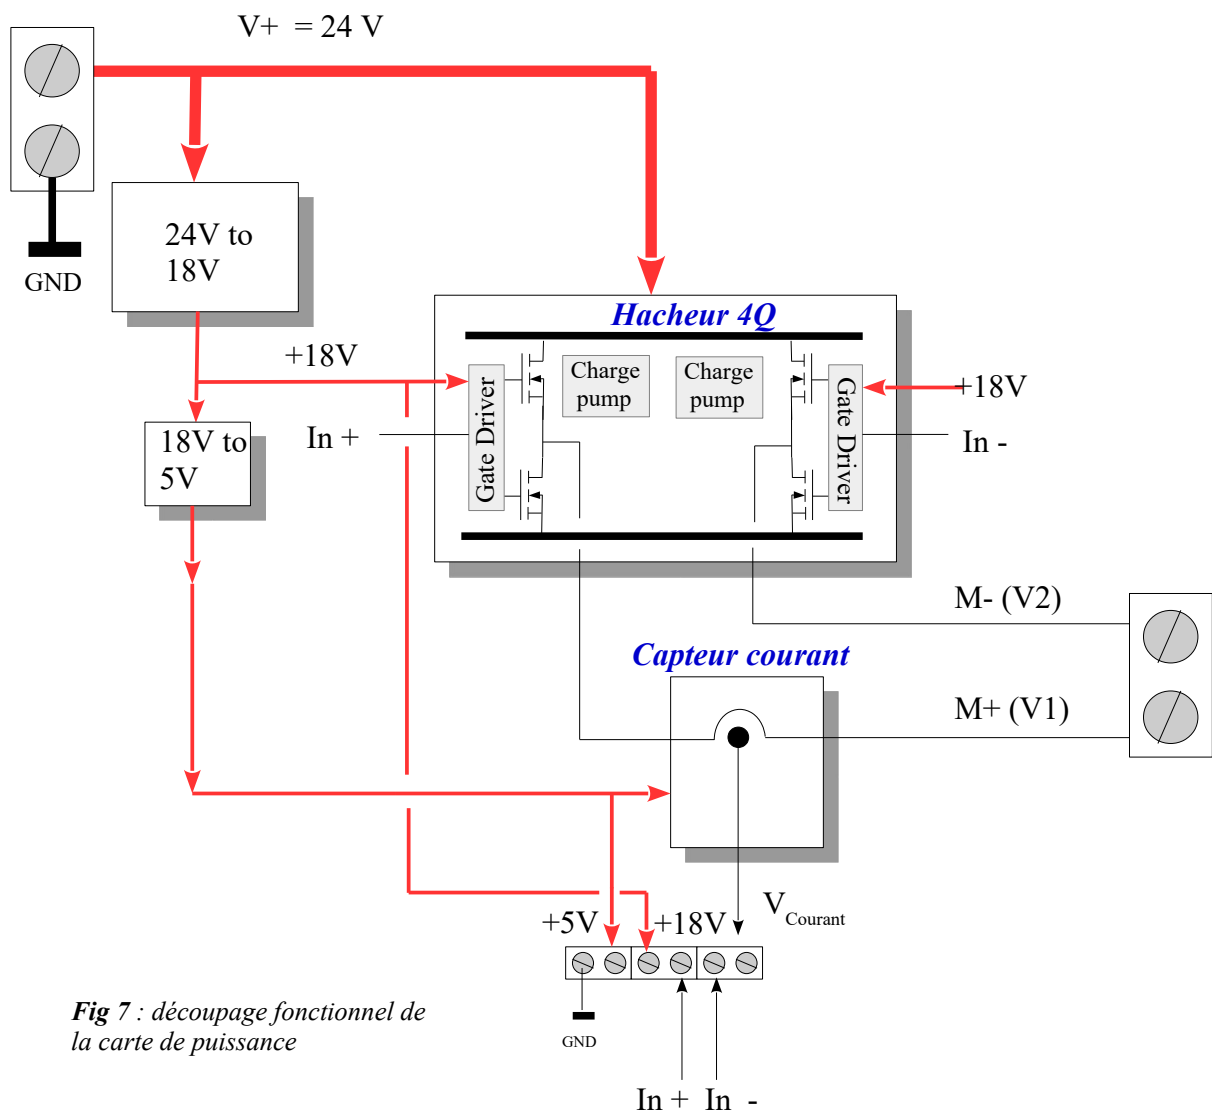 V+ = 24 V
24V to
18V
GND
Hacheur 4Q
+18V
Charge
pump
Charge
pump
Gate Driver
Gate Driver
+18V
In +
In -
18V to
5V
M- (V2)
Capteur courant
M+ (V1)
+5V
+18V
VCourant
Fig 7 : découpage fonctionnel de
la carte de puissance
GND
In + In -